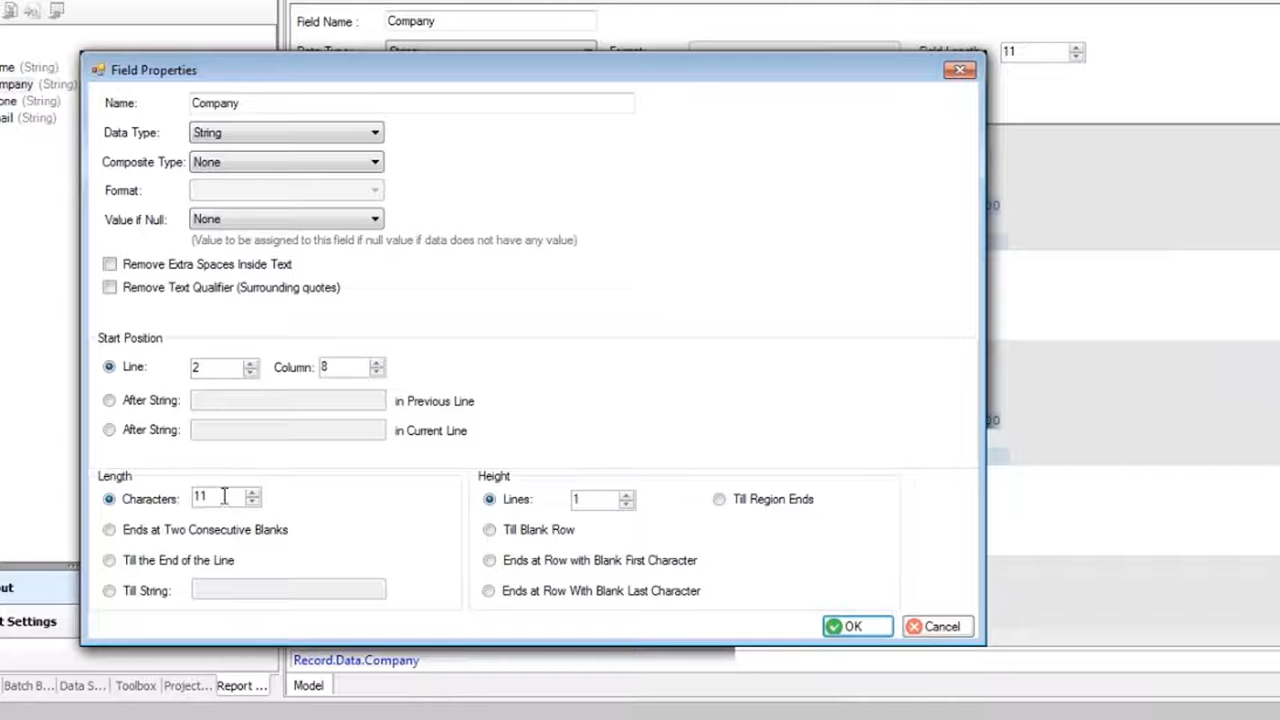 Field Name : Company
11
Field Properties
me (String)
mpany (String)
one (String)
ail (String)
Name: Company
Data Type: String
Composite Type: None
Format:
Value if Null: None
(Value to be assigned to this field if null value if data does not have any value)
Remove Extra Spaces Inside Text
Remove Text Qualifier (Surrounding quotes)
Start Position
Line: 2 Column: 8
After String: in Previous Line
After String: in Current Line
Length
Characters: 11
Ends at Two Consecutive Blanks
Till the End of the Line
Till String:
Height
Lines: 1 Till Region Ends
Till Blank Row
Ends at Row with Blank First Character
Ends at Row With Blank Last Character
OK Cancel
out
t Settings
Record.Data.Company
Batch B... Data S... Toolbox Project... Report ...
Model